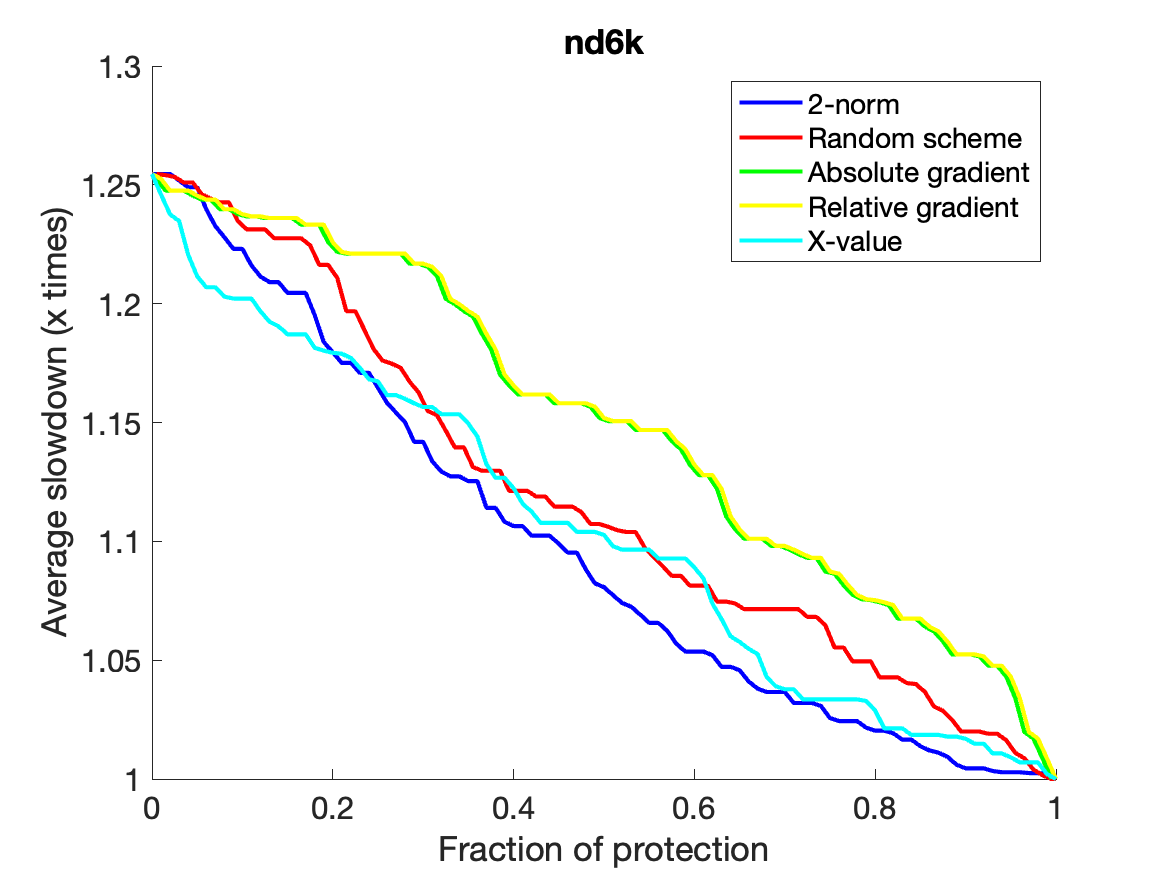 nd6k
1.3
1.25
1.2
1.15
1.1
1.05
1
Average slowdown (x times)
2-norm
Random scheme
Absolute gradient
Relative gradient
X-value
0 0.2 0.4 0.6 0.8 1
Fraction of protection